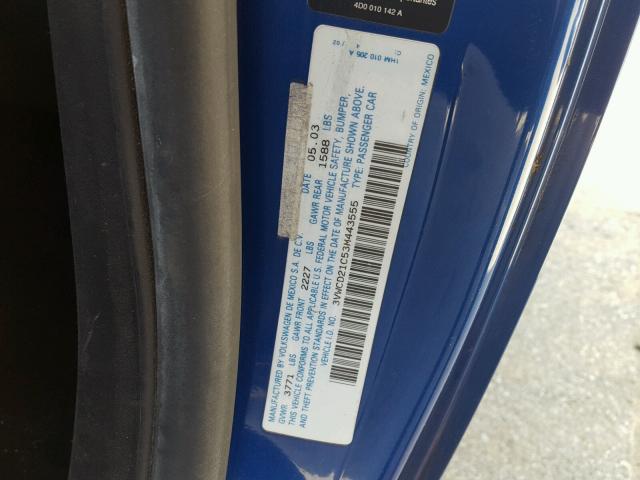 4D0 010 142 A
1HM 010 206 A
MANUFACTURED BY VOLKSWAGEN DE MEXICO S.A. DE C.V. DATE 05.03
GVWR 3771 LBS GAWR FRONT 2227 LBS GAWR REAR 1588 LBS
THIS VEHICLE CONFORMS TO ALL APPLICABLE U.S. FEDERAL MOTOR VEHICLE SAFETY, BUMPER,
AND THEFT PREVENTION STANDARDS IN EFFECT ON THE DATE OF MANUFACTURE SHOWN ABOVE.
VEHICLE I.D. NO. 3VWCD21C53M443555 TYPE: PASSENGER CAR
COUNTRY OF ORIGIN: MEXICO